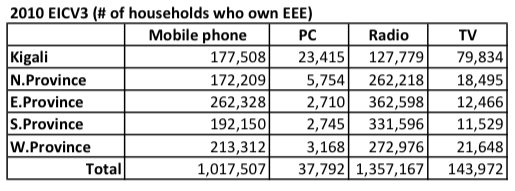 2010 EICV3 (# of households who own EEE)
Mobile phone PC Radio TV
Kigali 177,508 23,415 127,779 79,834
N.Province 172,209 5,754 262,218 18,495
E.Province 262,328 2,710 362,598 12,466
S.Province 192,150 2,745 331,596 11,529
W.Province 213,312 3,168 272,976 21,648
Total 1,017,507 37,792 1,357,167 143,972